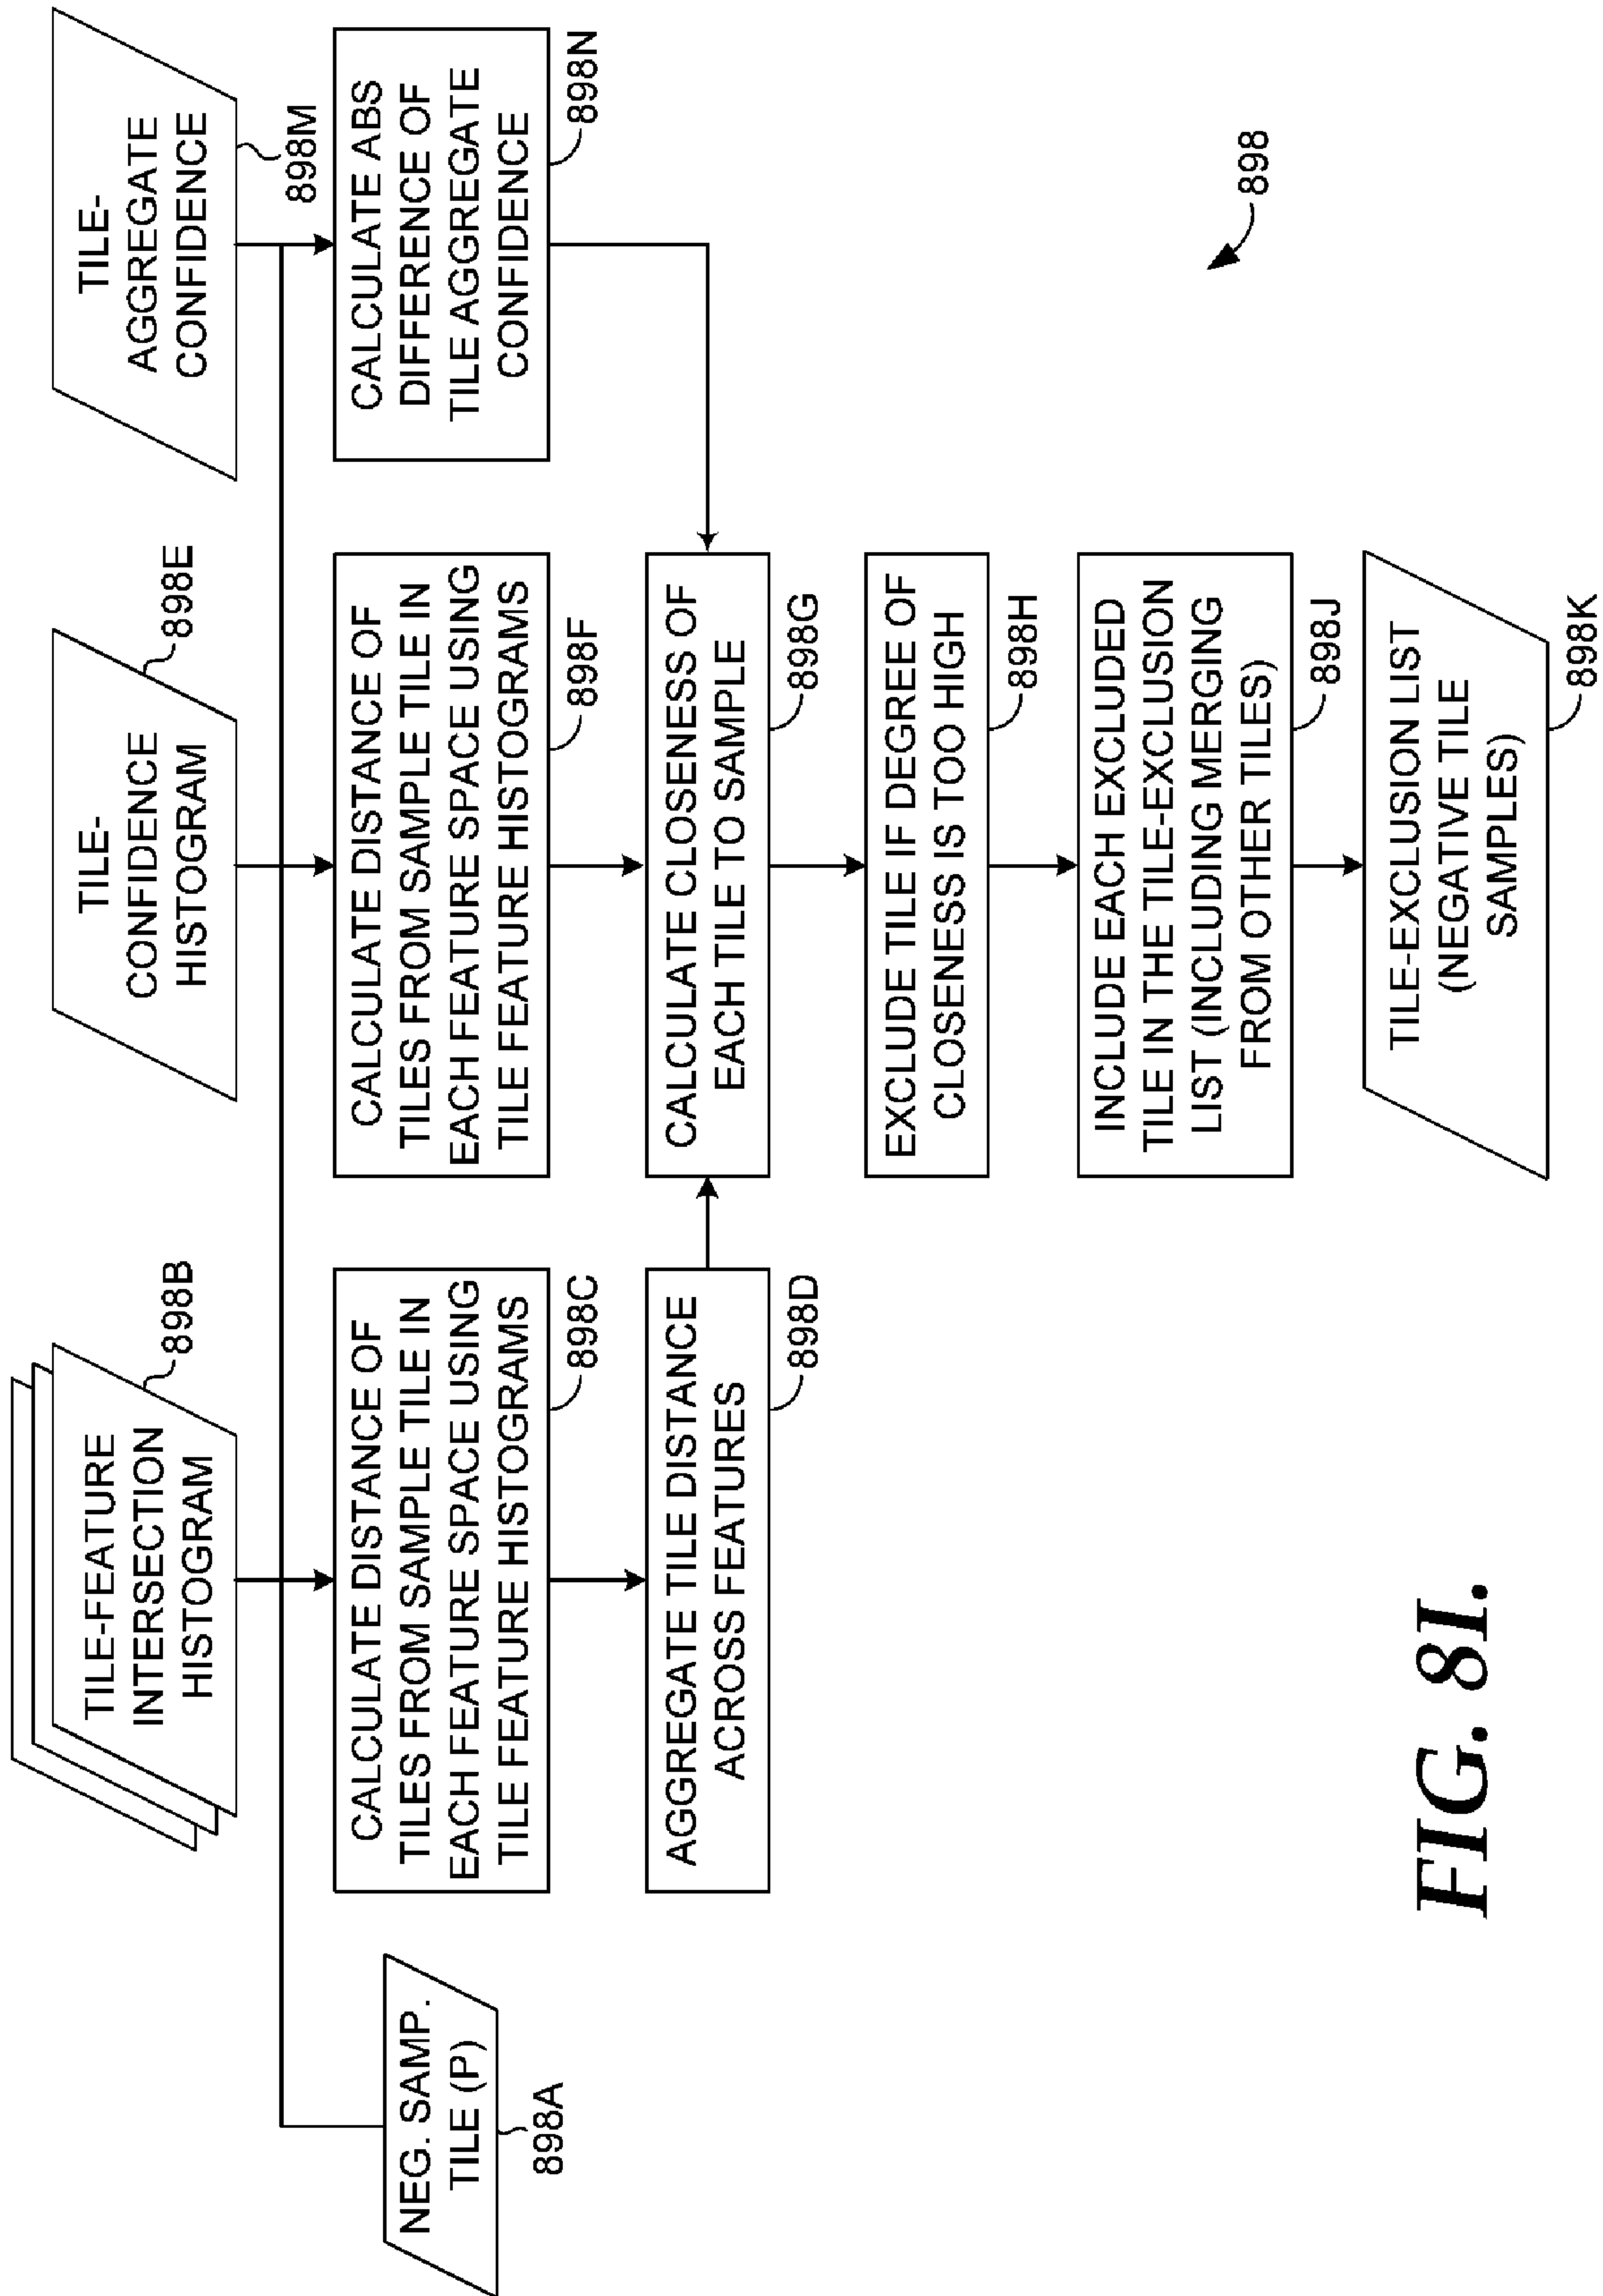 NEG. SAMP.
TILE (P)
898A
TILE-FEATURE
INTERSECTION
HISTOGRAM
898B
CALCULATE DISTANCE OF
TILES FROM SAMPLE TILE IN
EACH FEATURE SPACE USING
TILE FEATURE HISTOGRAMS
898C
AGGREGATE TILE DISTANCE
ACROSS FEATURES
898D
TILE-
CONFIDENCE
HISTOGRAM
898E
CALCULATE DISTANCE OF
TILES FROM SAMPLE TILE IN
EACH FEATURE SPACE USING
TILE FEATURE HISTOGRAMS
898F
TILE-
AGGREGATE
CONFIDENCE
898M
CALCULATE ABS
DIFFERENCE OF
TILE AGGREGATE
CONFIDENCE
898N
CALCULATE CLOSENESS OF
EACH TILE TO SAMPLE
898G
EXCLUDE TILE IF DEGREE OF
CLOSENESS IS TOO HIGH
898H
INCLUDE EACH EXCLUDED
TILE IN THE TILE-EXCLUSION
LIST (INCLUDING MERGING
FROM OTHER TILES)
898J
TILE-EXCLUSION LIST
(NEGATIVE TILE
SAMPLES)
898K
898
FIG. 8I.